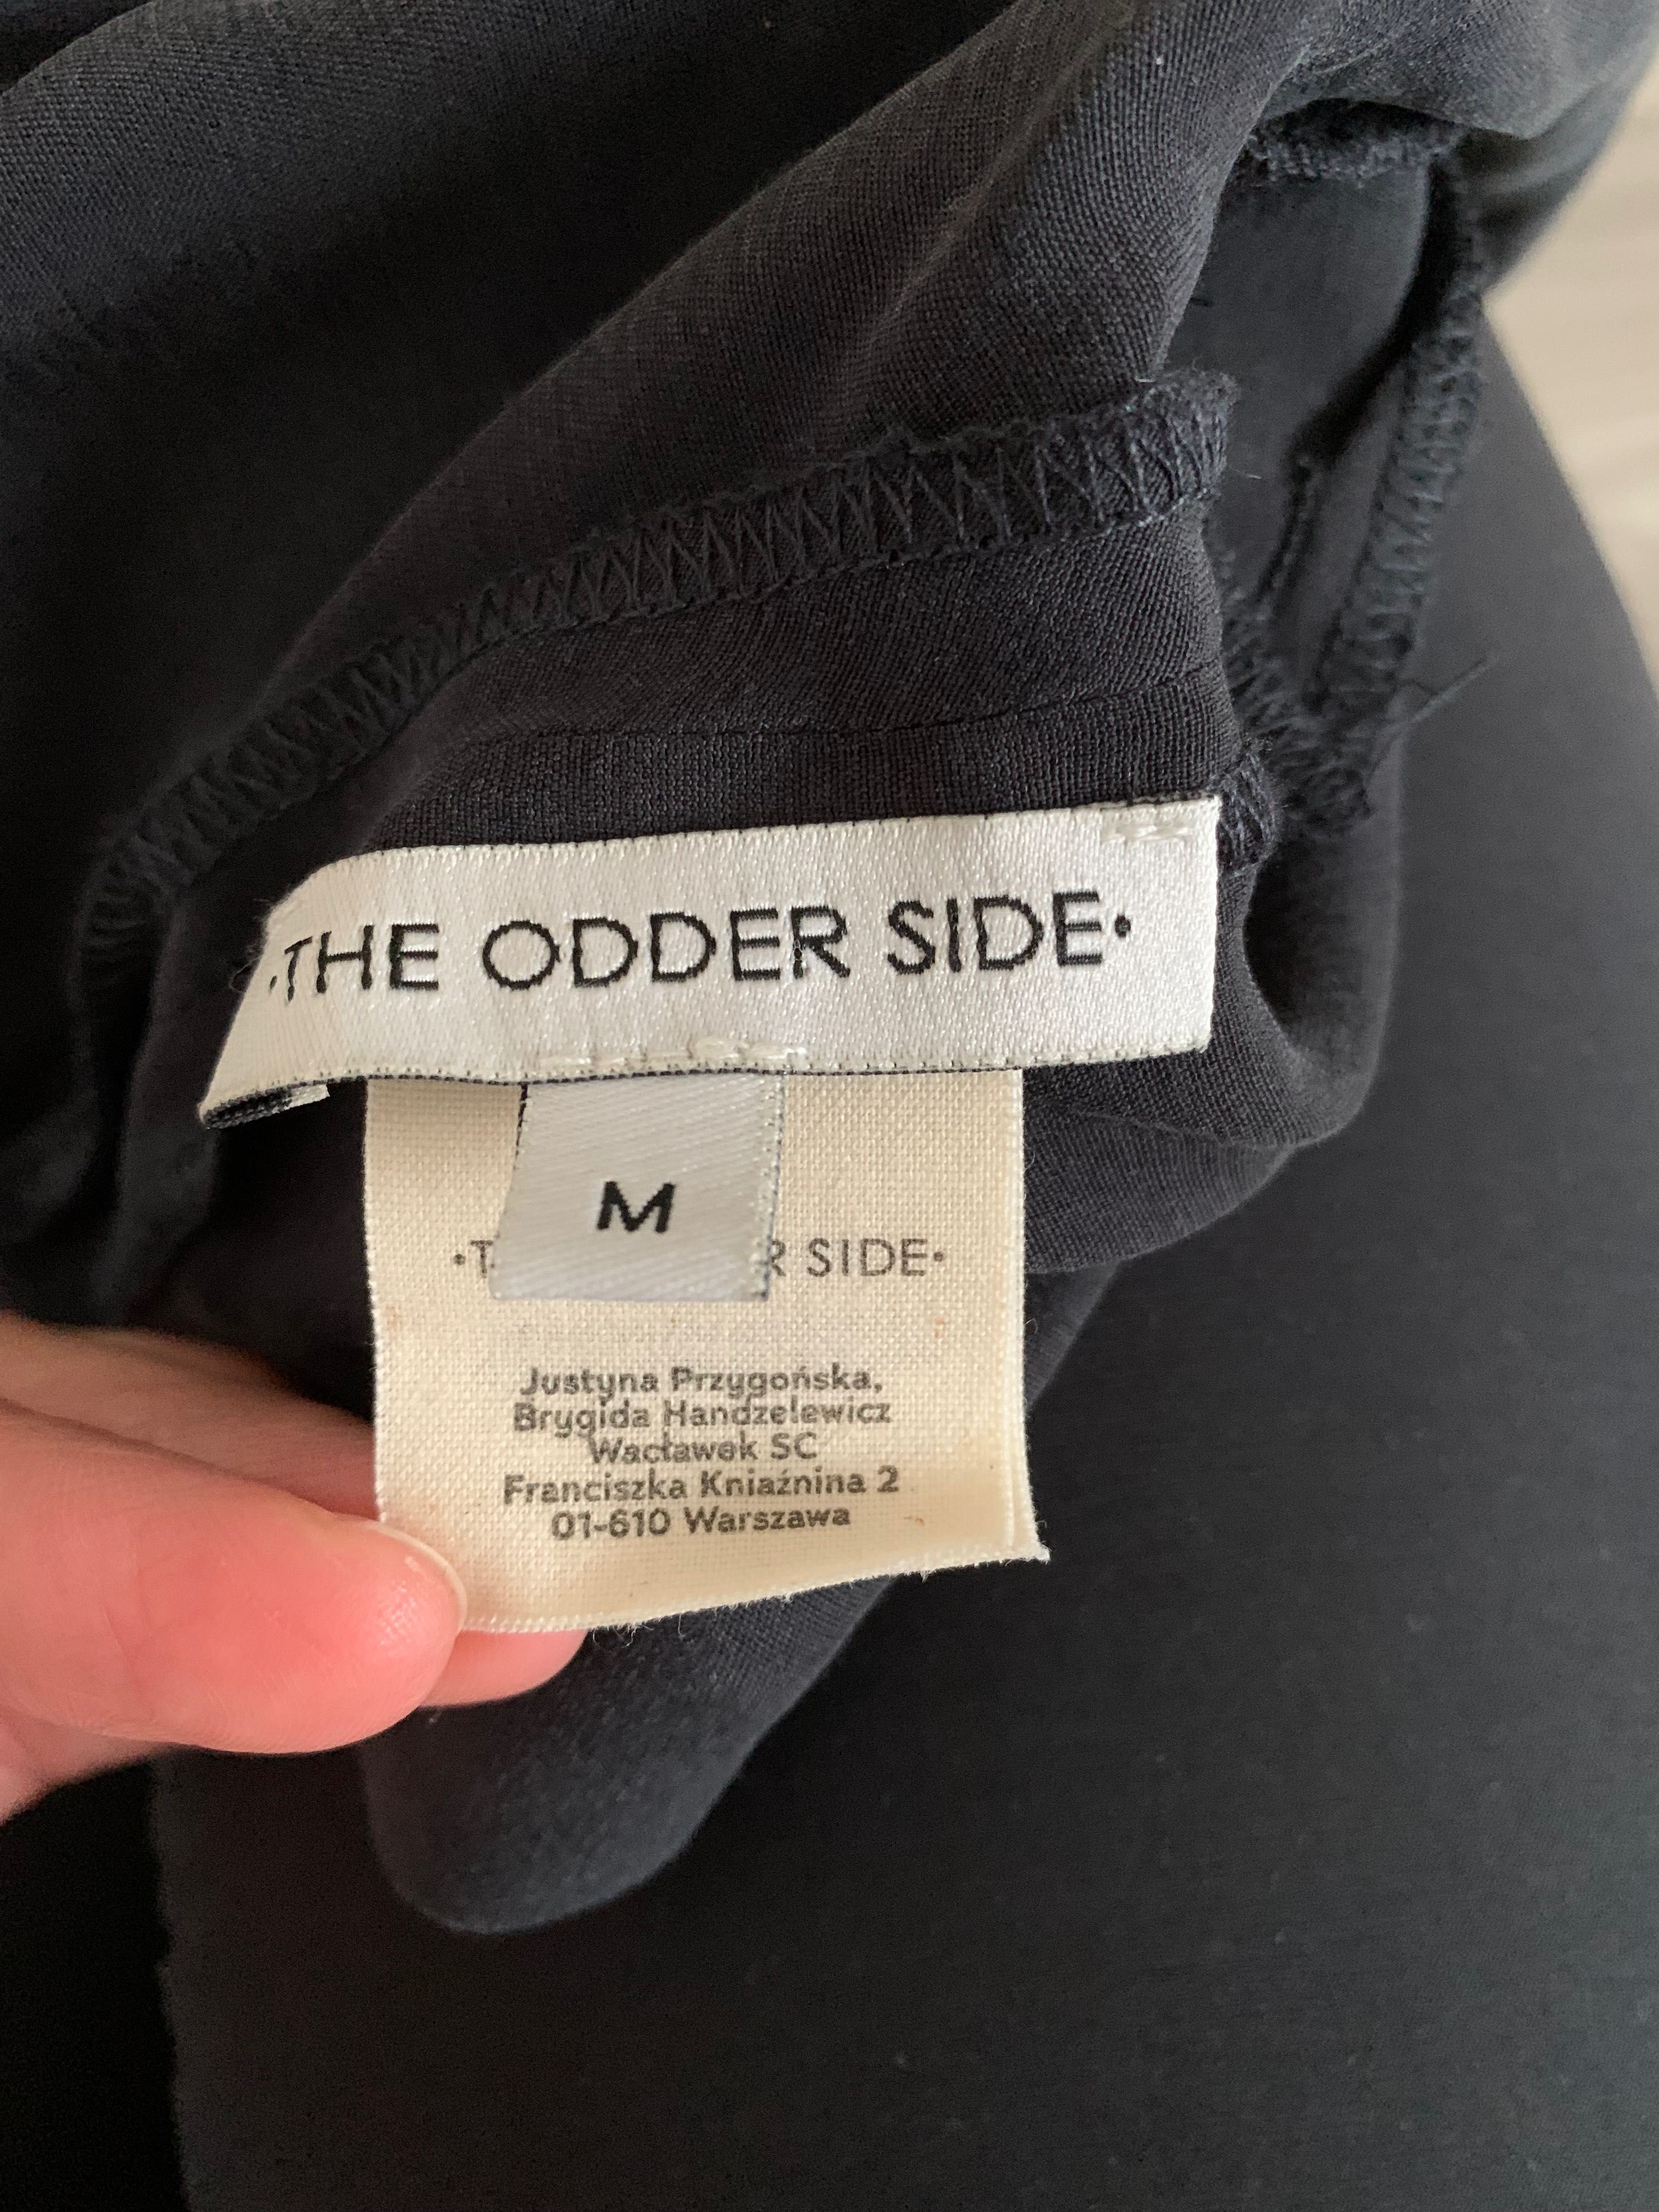 ·THE ODDER SIDE·
M
R SIDE·
Justyna Przygońska,
Brygida Handzelewicz
Wacławek SC
Franciszka Kniaźnina 2
01-610 Warszawa